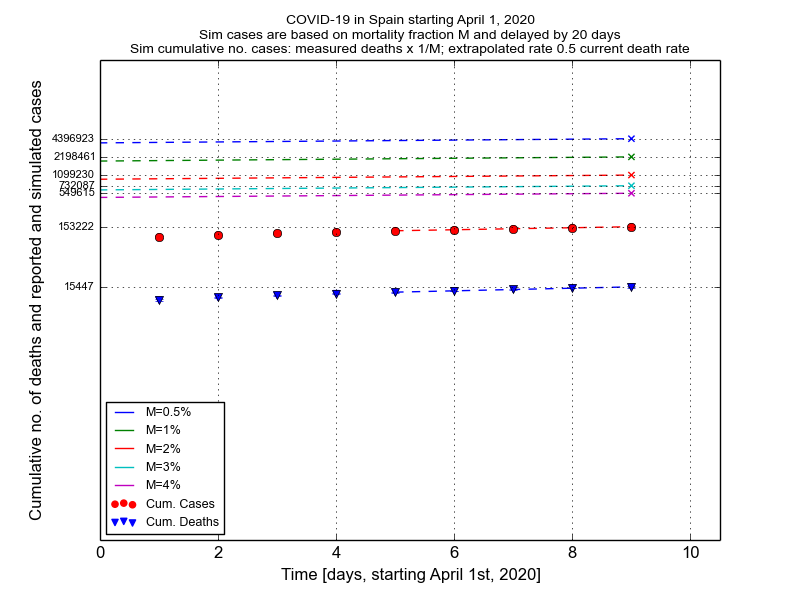 COVID-19 in Spain starting April 1, 2020
Sim cases are based on mortality fraction M and delayed by 20 days
Sim cumulative no. cases: measured deaths x 1/M; extrapolated rate 0.5 current death rate
Cumulative no. of deaths and reported and simulated cases
4396923
2198461
1099230
732087
549615
153222
15447
M=0.5%
M=1%
M=2%
M=3%
M=4%
Cum. Cases
Cum. Deaths
0 2 4 6 8 10
Time [days, starting April 1st, 2020]